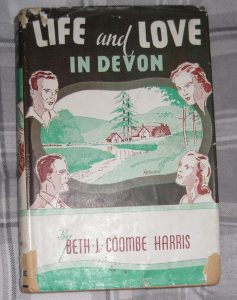 LIFE and LOVE
IN DEVON
By
BETH J. COOMBE HARRIS